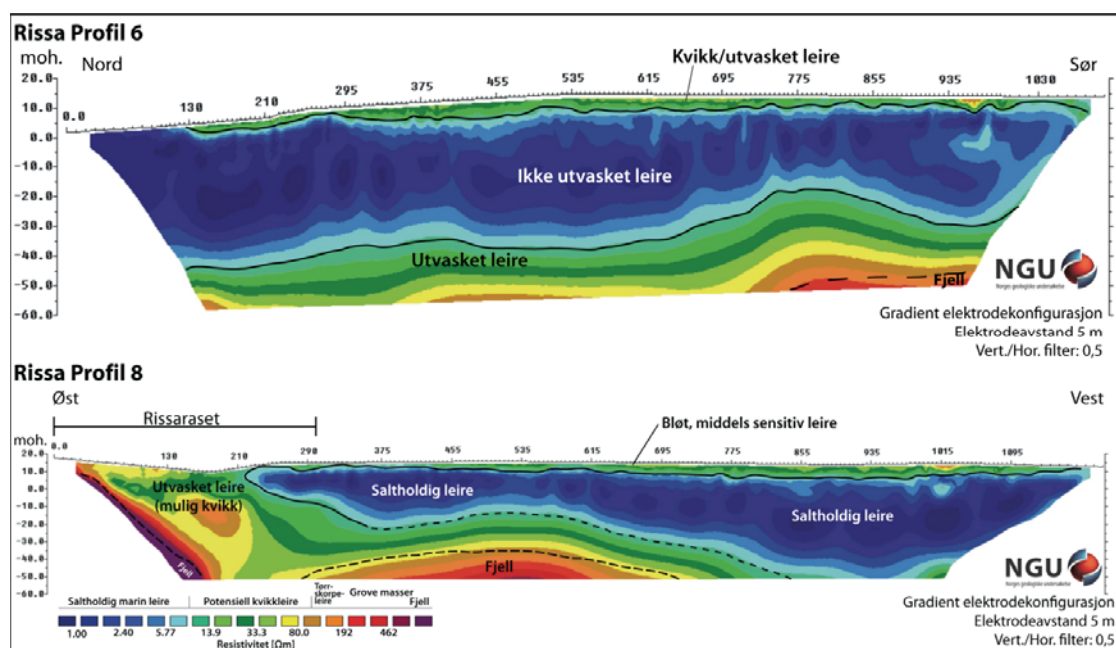 Rissa Profil 6
moh.
Nord
Kvikk/utvasket leire
Sør
20.0
10.0
0.0
-10.0
-20.0
-30.0
-40.0
-50.0
-60.0
0.0 130 210 295 375 455 535 615 695 775 855 935 1030
Ikke utvasket leire
Utvasket leire
Fjell
NGU
Norges geologiske undersøkelse
Gradient elektrodekonfigurasjon
Elektrodeavstand 5 m
Vert./Hor. filter: 0,5
Rissa Profil 8
Øst
Vest
Rissaraset
Bløt, middels sensitiv leire
moh.
0.0 130 210 290 375 455 535 615 695 775 855 935 1015 1095
20.0
10.0
0.0
-10.0
-20.0
-30.0
-40.0
-50.0
-60.0
Utvasket leire
(mulig kvikk)
Saltholdig leire
Saltholdig leire
Fjell
Fjell
NGU
Norges geologiske undersøkelse
Saltholdig marin leire
Potensiell kvikkleire
Tørr-
skorpe-
leire
Grove masser
Fjell
1.00 2.40 5.77 13.9 33.3 80.0 192 462
Resistivitet [Ωm]
Gradient elektrodekonfigurasjon
Elektrodeavstand 5 m
Vert./Hor. filter: 0,5